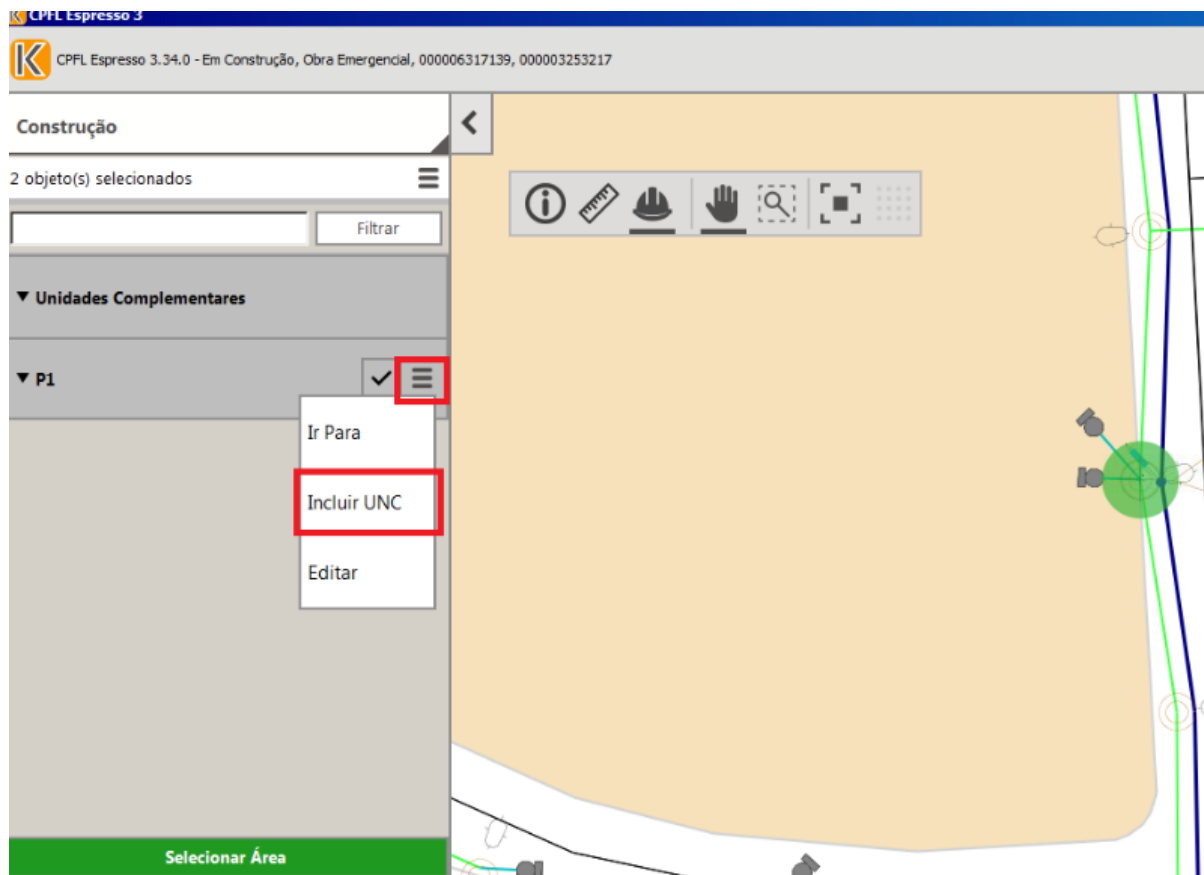 CPFL Espresso 3
CPFL Espresso 3.34.0 - Em Construção, Obra Emergencial, 000006317139, 000003253217
Construção
2 objeto(s) selecionados
Filtrar
Unidades Complementares
P1
Ir Para
Incluir UNC
Editar
Selecionar Área